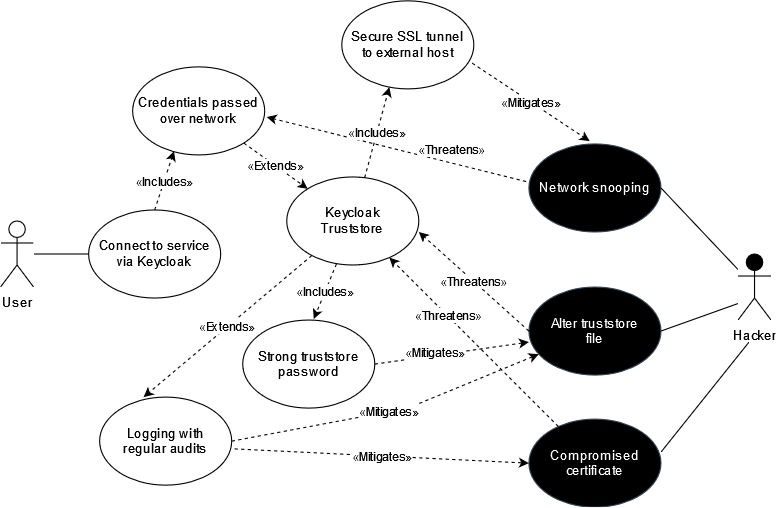 Secure SSL tunnel
to external host
«Mitigates»
Credentials passed
over network
«Includes»
«Threatens»
«Extends»
«Includes»
Network snooping
Keycloak
Truststore
Connect to service
via Keycloak
User
«Threatens»
«Includes»
«Threatens»
«Extends»
Alter truststore
file
Hacker
Strong truststore
password
«Mitigates»
«Mitigates»
Logging with
regular audits
«Mitigates»
Compromised
certificate